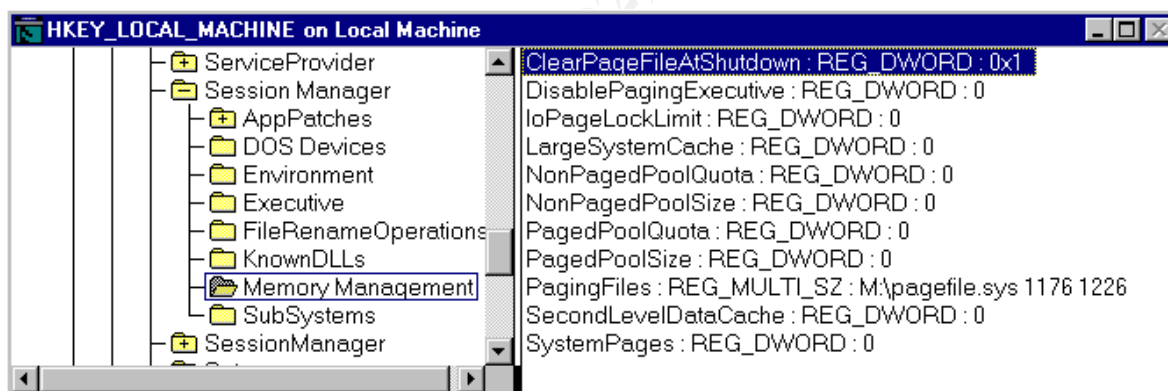 HKEY_LOCAL_MACHINE on Local Machine
ServiceProvider
Session Manager
AppPatches
DOS Devices
Environment
Executive
FileRenameOperations
KnownDLLs
Memory Management
SubSystems
SessionManager
ClearPageFileAtShutdown : REG_DWORD : 0x1
DisablePagingExecutive : REG_DWORD : 0
IoPageLockLimit : REG_DWORD : 0
LargeSystemCache : REG_DWORD : 0
NonPagedPoolQuota : REG_DWORD : 0
NonPagedPoolSize : REG_DWORD : 0
PagedPoolQuota : REG_DWORD : 0
PagedPoolSize : REG_DWORD : 0
PagingFiles : REG_MULTI_SZ : M:\pagefile.sys 1176 1226
SecondLevelDataCache : REG_DWORD : 0
SystemPages : REG_DWORD : 0